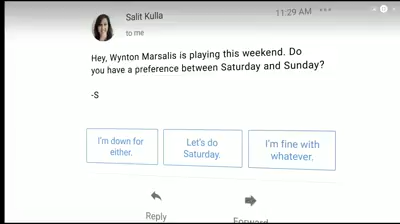 Salit Kulla
11:29 AM
to me
Hey, Wynton Marsalis is playing this weekend. Do
you have a preference between Saturday and Sunday?
-S
I'm down for
either.
Let's do
Saturday.
I'm fine with
whatever.
Reply
Forward